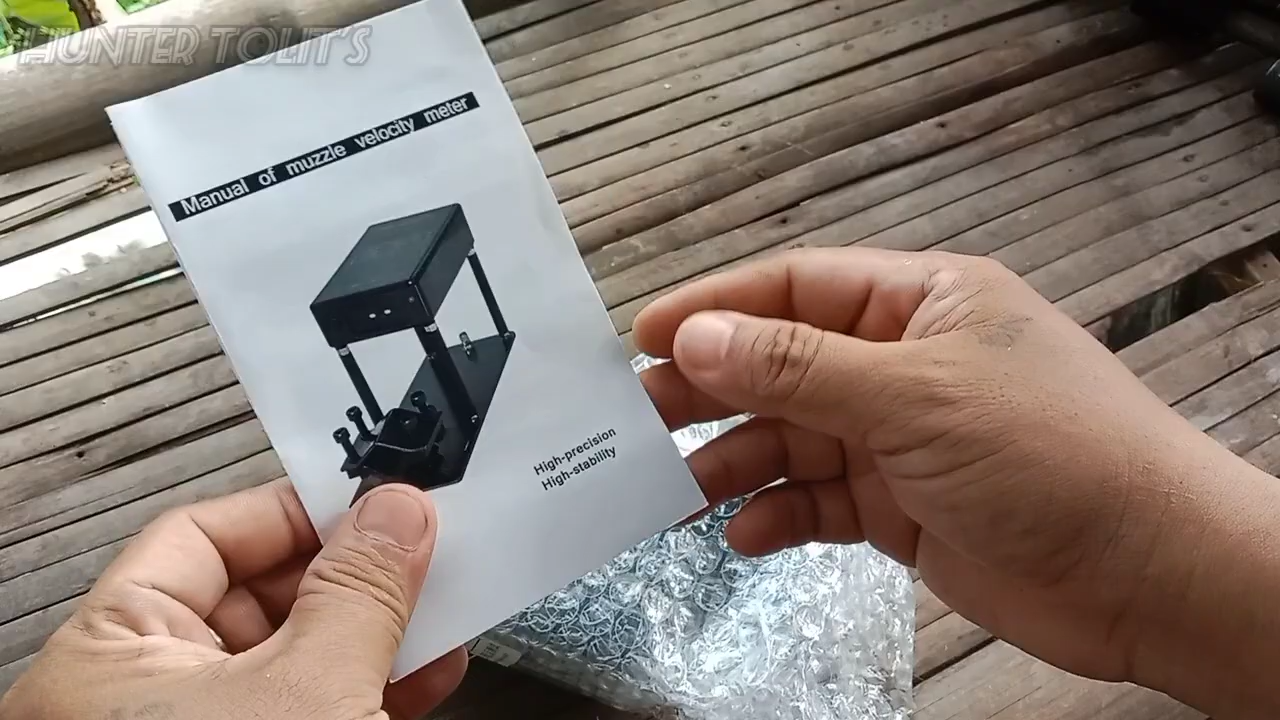 HUNTER TOLIT'S
Manual of muzzle velocity meter
High-precision
High-stability